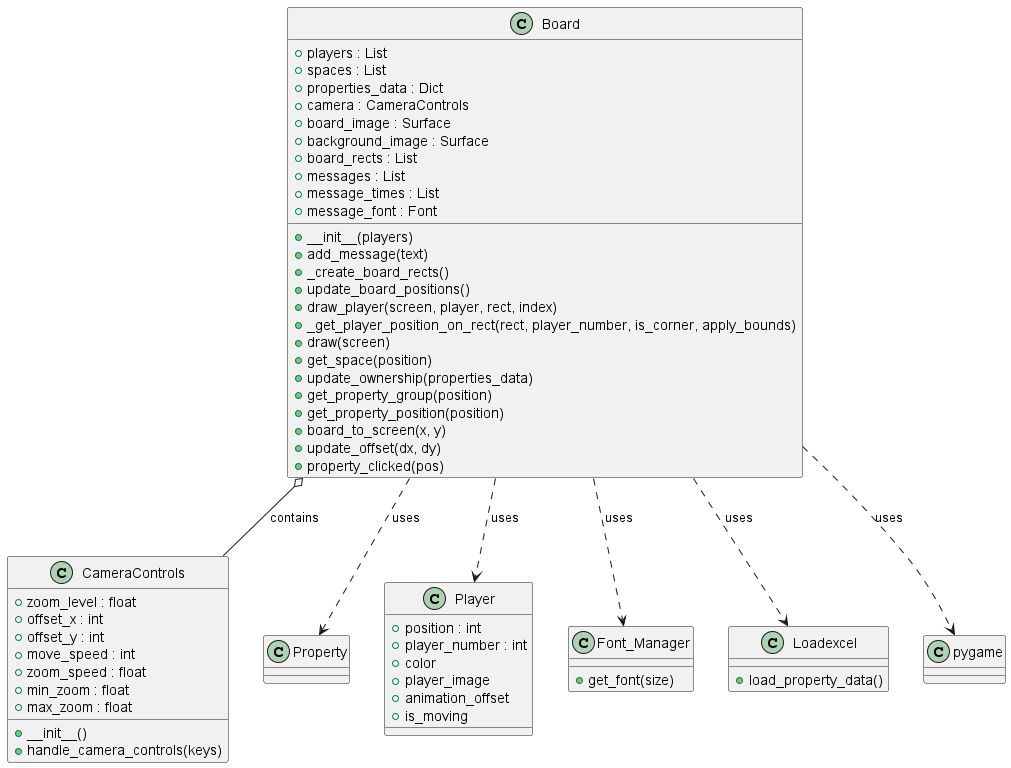 C Board
players : List
spaces : List
properties_data : Dict
camera : CameraControls
board_image : Surface
background_image : Surface
board_rects : List
messages : List
message_times : List
message_font : Font
__init__(players)
add_message(text)
_create_board_rects()
update_board_positions()
draw_player(screen, player, rect, index)
_get_player_position_on_rect(rect, player_number, is_corner, apply_bounds)
draw(screen)
get_space(position)
update_ownership(properties_data)
get_property_group(position)
get_property_position(position)
board_to_screen(x, y)
update_offset(dx, dy)
property_clicked(pos)
contains
uses
uses
uses
uses
uses
C CameraControls
zoom_level : float
offset_x : int
offset_y : int
move_speed : int
zoom_speed : float
min_zoom : float
max_zoom : float
__init__()
handle_camera_controls(keys)
C Property
C Player
position : int
player_number : int
color
player_image
animation_offset
is_moving
C Font_Manager
get_font(size)
C Loadexcel
load_property_data()
C pygame